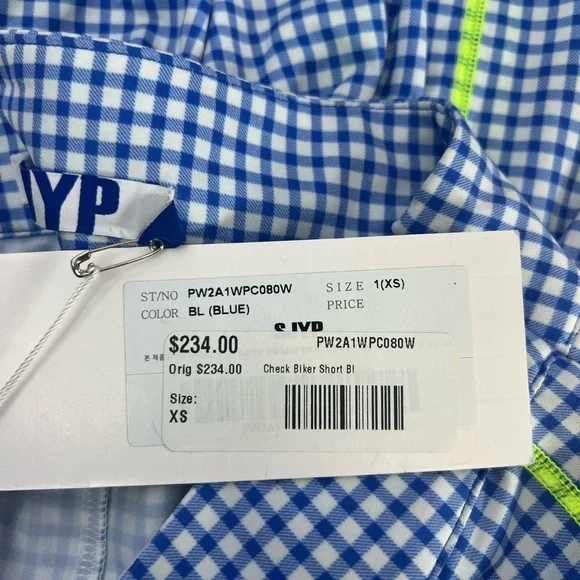 JYP
ST/NO PW2A1WPC080W SIZE 1(XS)
COLOR BL (BLUE) PRICE
SJYP
본 제품
$234.00 PW2A1WPC080W
Orig $234.00 Check Biker Short Bl
Size:
XS